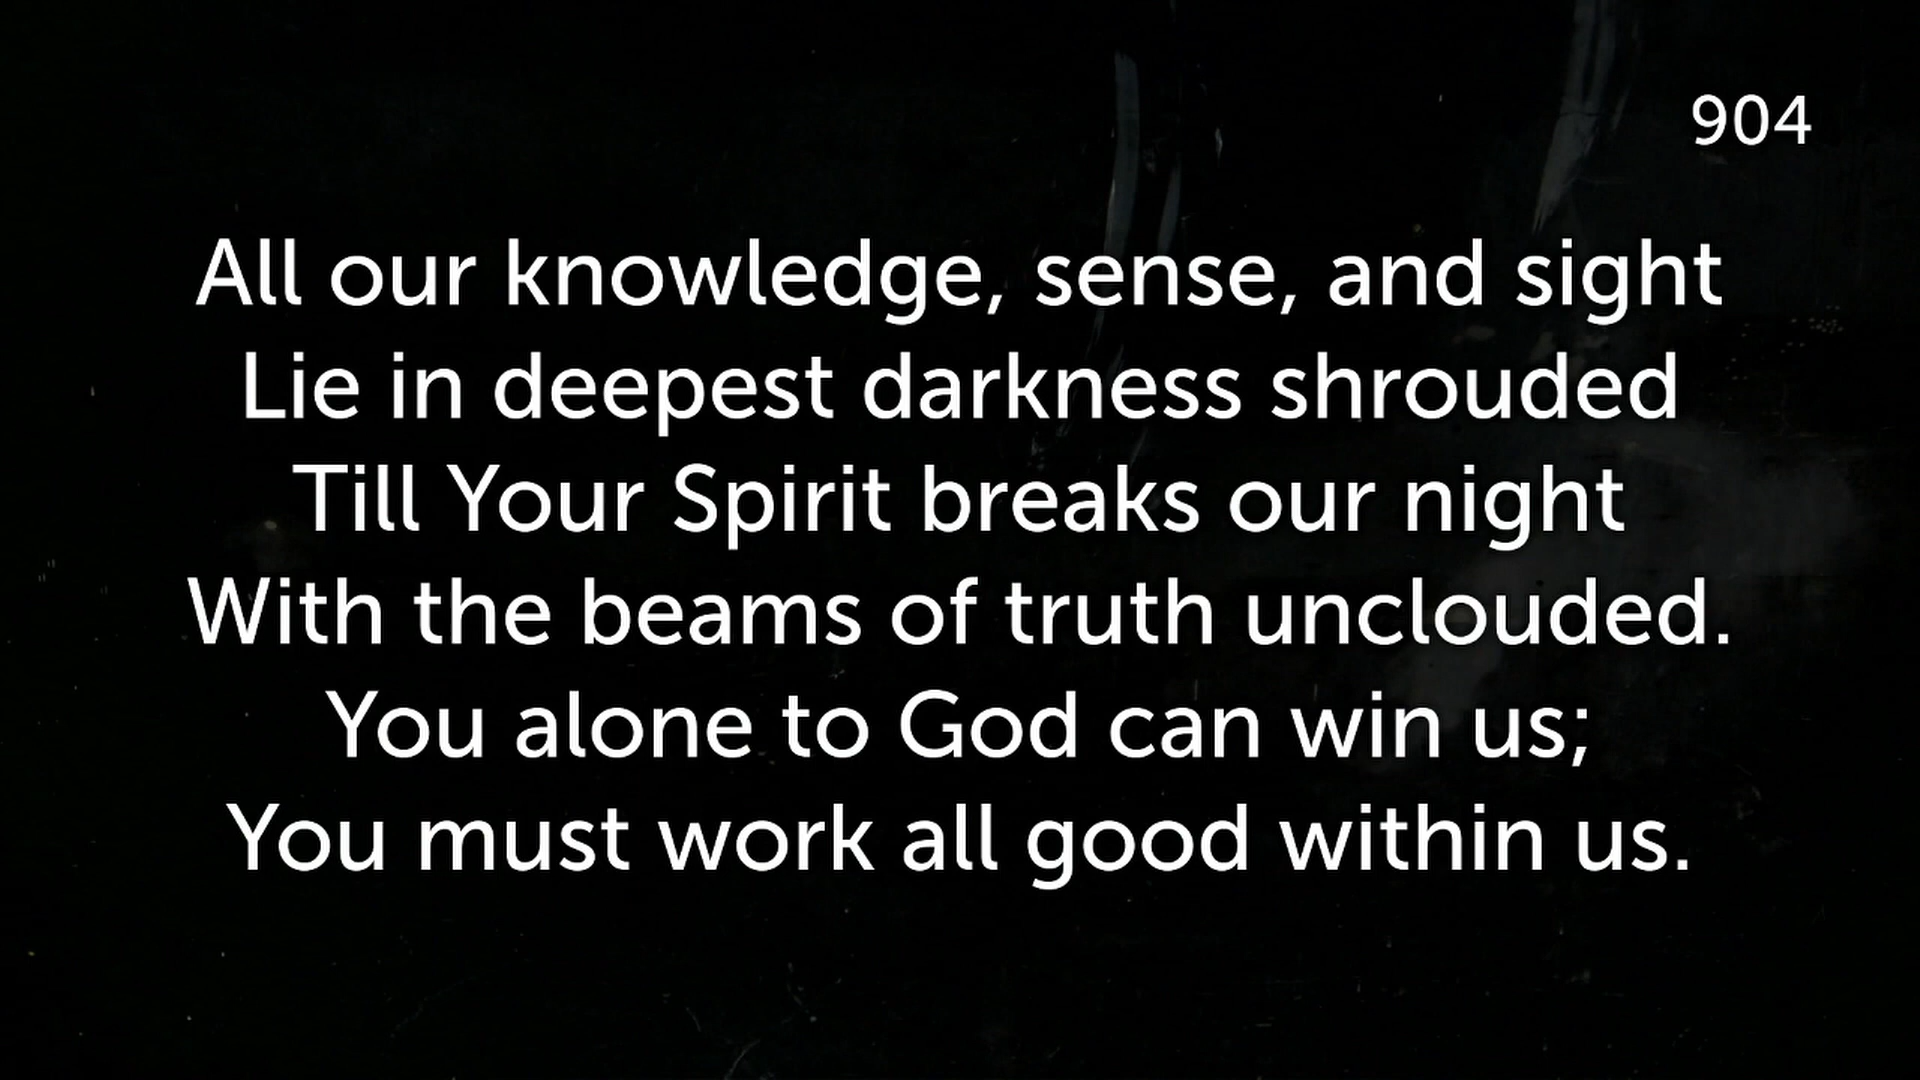 904
All our knowledge, sense, and sight
Lie in deepest darkness shrouded
Till Your Spirit breaks our night
With the beams of truth unclouded.
You alone to God can win us;
You must work all good within us.